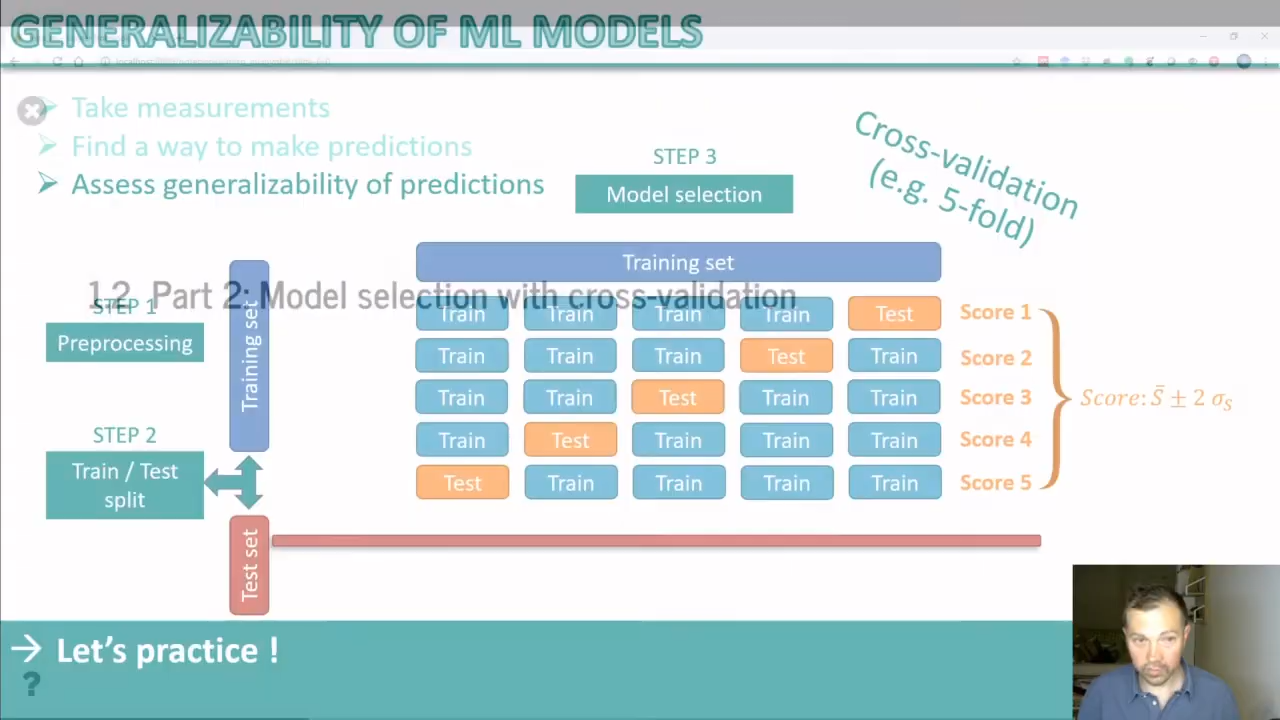 GENERALIZABILITY OF ML MODELS
Take measurements
Find a way to make predictions
Assess generalizability of predictions
STEP 3
Model selection
Cross-validation
(e.g. 5-fold)
Training set
1.2 Part 2: Model selection with cross-validation
STEP 1
Preprocessing
Training set
STEP 2
Train / Test
split
Test set
Train Train Train Train Test Score 1
Train Train Train Test Train Score 2
Train Train Test Train Train Score 3
Train Test Train Train Train Score 4
Test Train Train Train Train Score 5
Score: S̄ ± 2 σS
→ Let's practice !
?